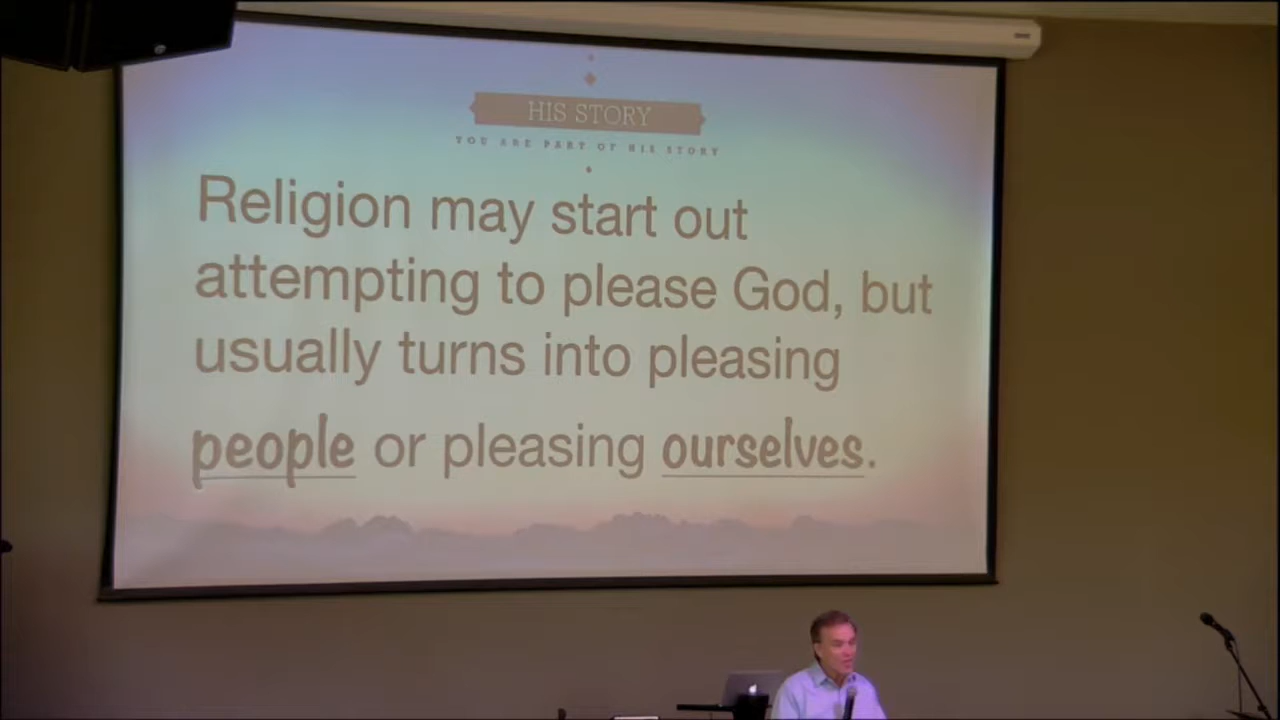 HIS STORY
YOU ARE PART OF HIS STORY
Religion may start out
attempting to please God, but
usually turns into pleasing
people or pleasing ourselves.